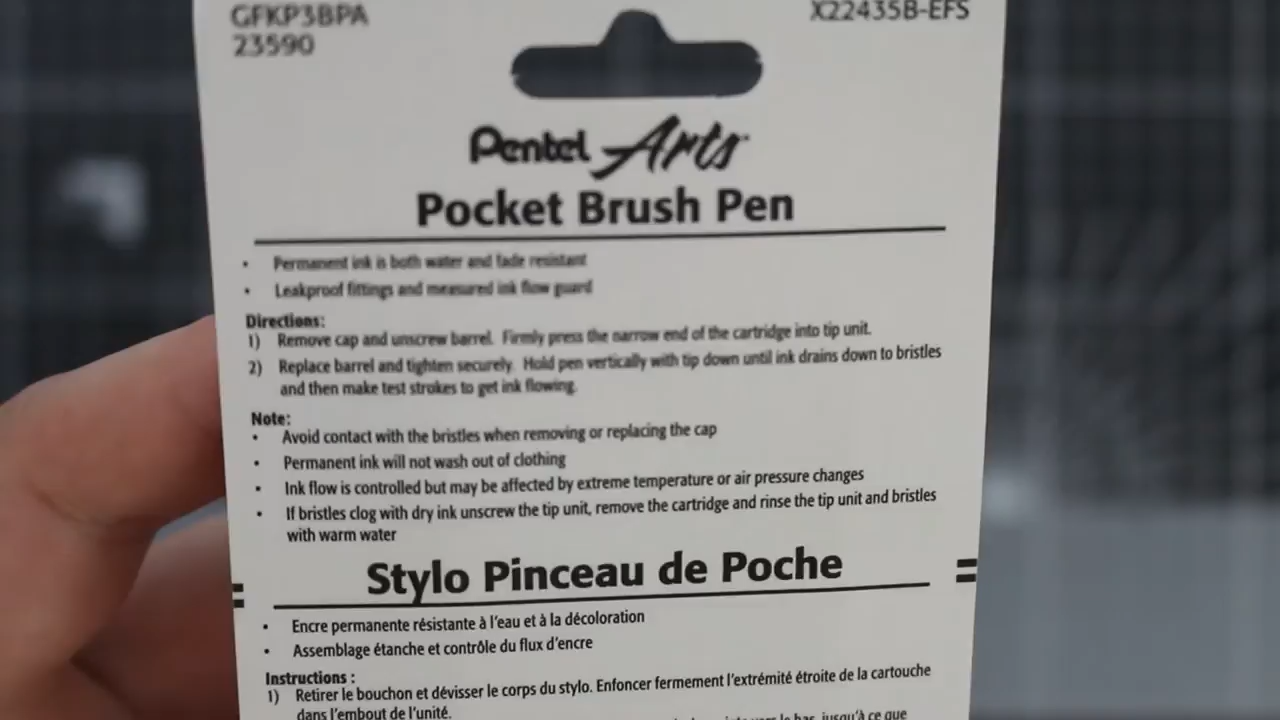 GFKP3BPA
X22435B-EFS
23590
Pentel Arts
Pocket Brush Pen
• Permanent ink is both water and fade resistant
• Leakproof fittings and measured ink flow guard
Directions:
1) Remove cap and unscrew barrel. Firmly press the narrow end of the cartridge into tip unit.
2) Replace barrel and tighten securely. Hold pen vertically with tip down until ink drains down to bristles
and then make test strokes to get ink flowing.
Note:
• Avoid contact with the bristles when removing or replacing the cap
• Permanent ink will not wash out of clothing
• Ink flow is controlled but may be affected by extreme temperature or air pressure changes
• If bristles clog with dry ink unscrew the tip unit, remove the cartridge and rinse the tip unit and bristles
with warm water
Stylo Pinceau de Poche
• Encre permanente résistante à l'eau et à la décoloration
• Assemblage étanche et contrôle du flux d'encre
Instructions :
1) Retirer le bouchon et dévisser le corps du stylo. Enfoncer fermement l'extrémité étroite de la cartouche
dans l'embout de l'unité.
vers le bas, jusqu'à ce que